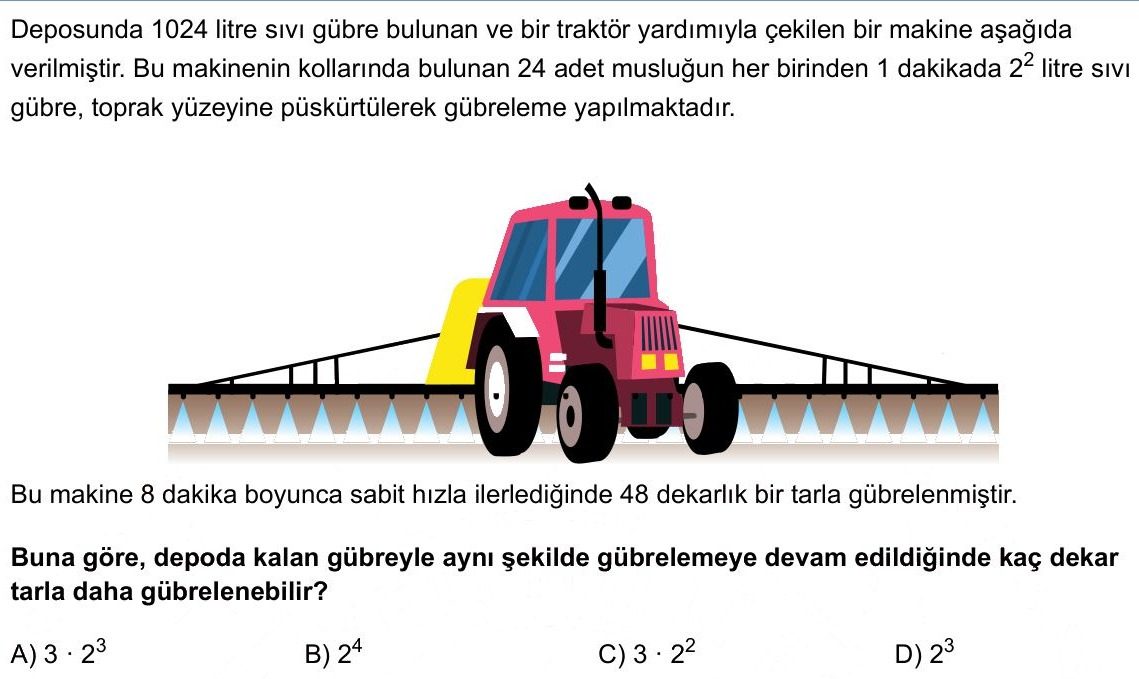 Deposunda 1024 litre sıvı gübre bulunan ve bir traktör yardımıyla çekilen bir makine aşağıda
verilmiştir. Bu makinenin kollarında bulunan 24 adet musluğun her birinden 1 dakikada 2² litre sıvı
gübre, toprak yüzeyine püskürtülerek gübreleme yapılmaktadır.
Bu makine 8 dakika boyunca sabit hızla ilerlediğinde 48 dekarlık bir tarla gübrelenmiştir.
Buna göre, depoda kalan gübreyle aynı şekilde gübrelemeye devam edildiğinde kaç dekar
tarla daha gübrelenebilir?
A) 3 · 2³ B) 2⁴ C) 3 · 2² D) 2³